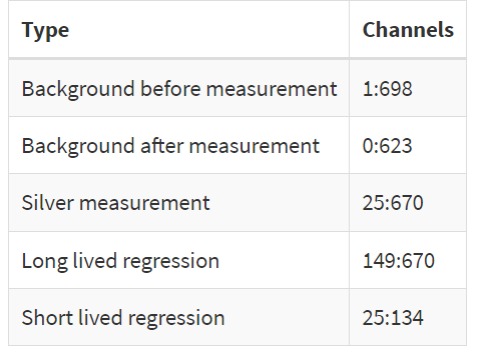 Type Channels
Background before measurement 1:698
Background after measurement 0:623
Silver measurement 25:670
Long lived regression 149:670
Short lived regression 25:134